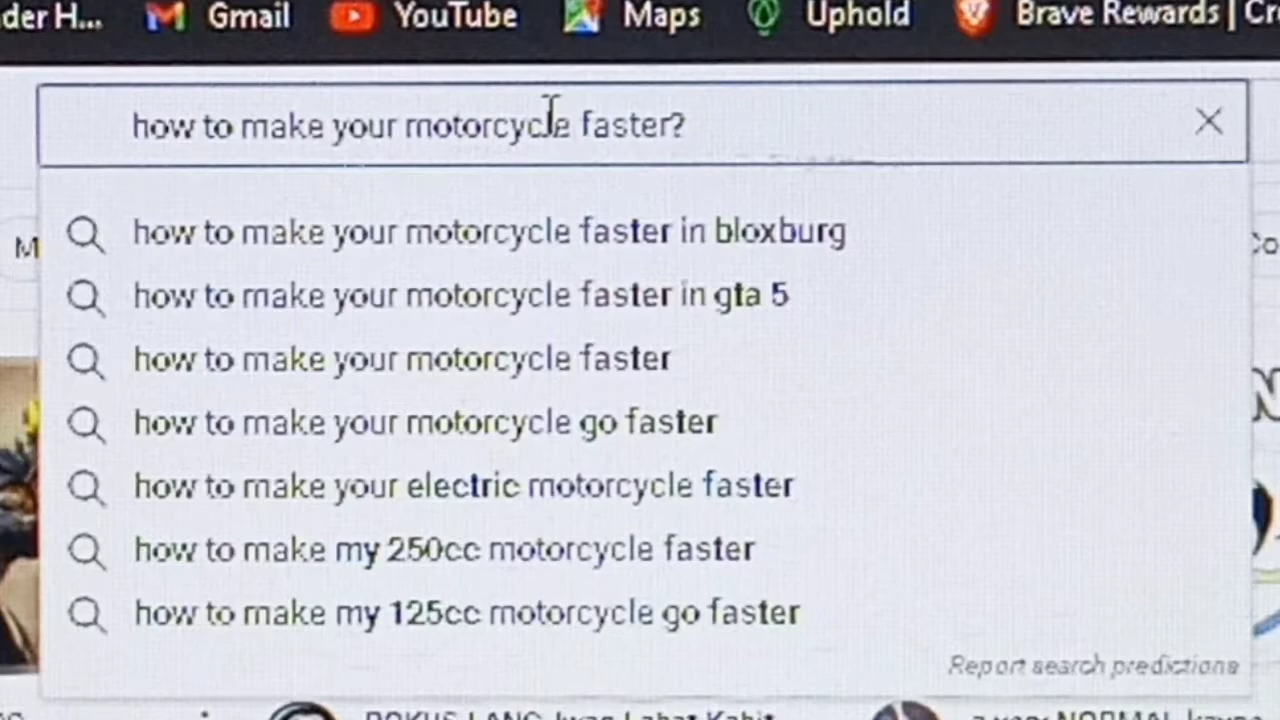 der H... Gmail YouTube Maps Uphold Brave Rewards | Cr
how to make your motorcycle faster?
how to make your motorcycle faster in bloxburg
how to make your motorcycle faster in gta 5
how to make your motorcycle faster
how to make your motorcycle go faster
how to make your electric motorcycle faster
how to make my 250cc motorcycle faster
how to make my 125cc motorcycle go faster
Report search predictions